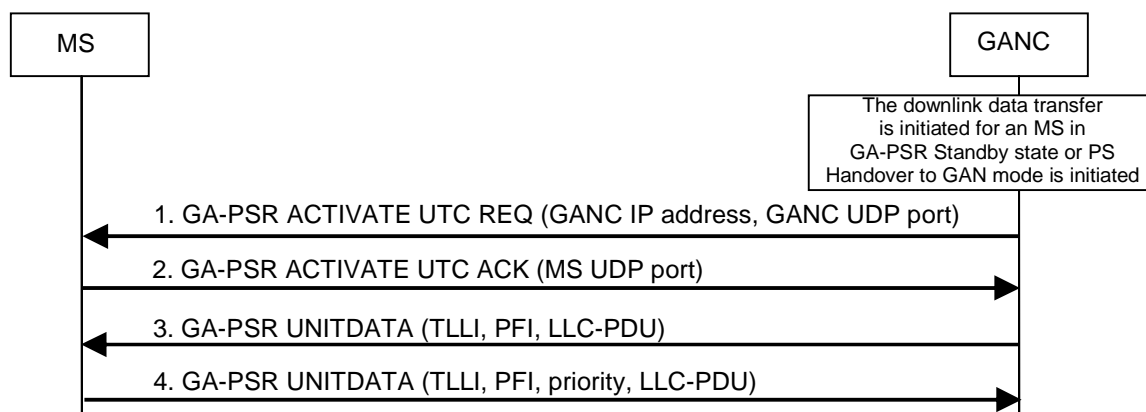 MS
GANC
The downlink data transfer
is initiated for an MS in
GA-PSR Standby state or PS
Handover to GAN mode is initiated
1. GA-PSR ACTIVATE UTC REQ (GANC IP address, GANC UDP port)
2. GA-PSR ACTIVATE UTC ACK (MS UDP port)
3. GA-PSR UNITDATA (TLLI, PFI, LLC-PDU)
4. GA-PSR UNITDATA (TLLI, PFI, priority, LLC-PDU)